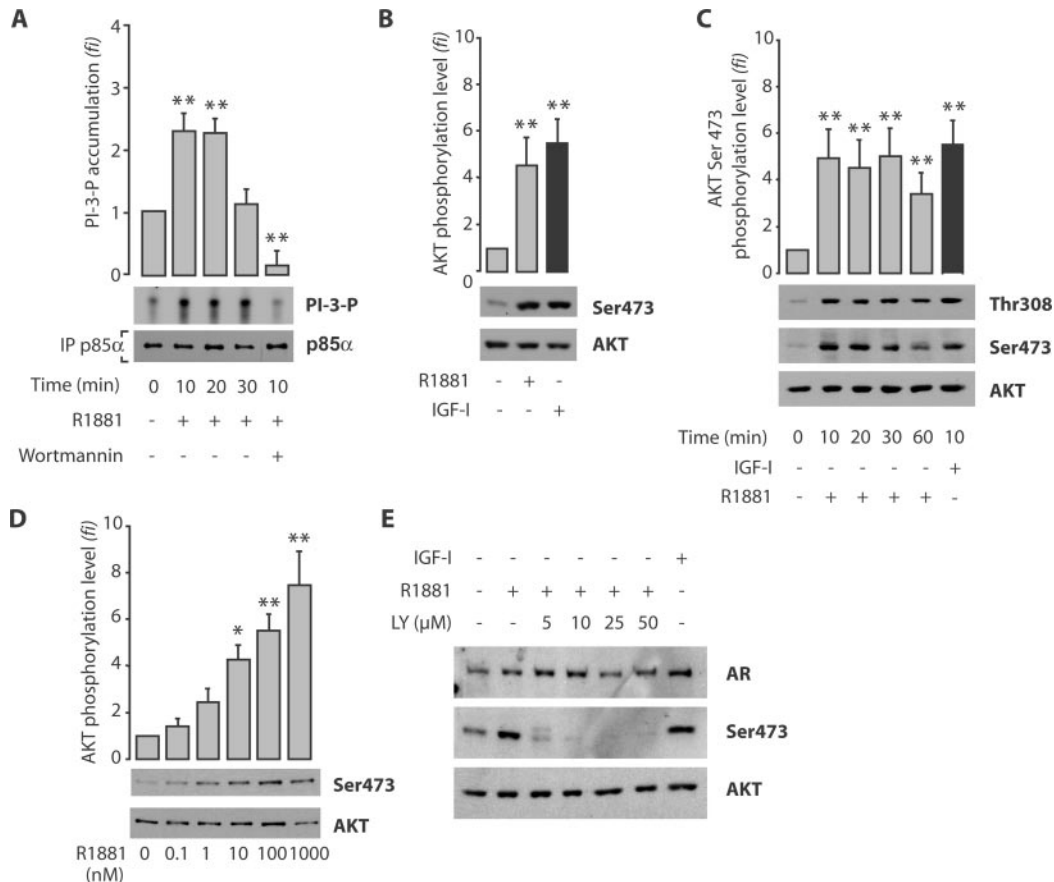 A
PI-3-P accumulation (fi)
4
3
2
1
0
** ** **
PI-3-P
IP p85α
p85α
Time (min) 0 10 20 30 10
R1881 - + + + +
Wortmannin - - - - +
B
AKT phosphorylation level (fi)
10
8
6
4
2
0
** **
Ser473
AKT
R1881 - + -
IGF-I - - +
C
AKT Ser 473
phosphorylation level (fi)
10
8
6
4
2
0
** ** ** ** **
Thr308
Ser473
AKT
Time (min) 0 10 20 30 60 10
IGF-I - - - - - +
R1881 - + + + + -
D
AKT phosphorylation level (fi)
10
8
6
4
2
0
* ** **
Ser473
AKT
R1881 0 0.1 1 10 100 1000
(nM)
E
IGF-I - - - - - - +
R1881 - + + + + + -
LY (µM) - - 5 10 25 50 -
AR
Ser473
AKT